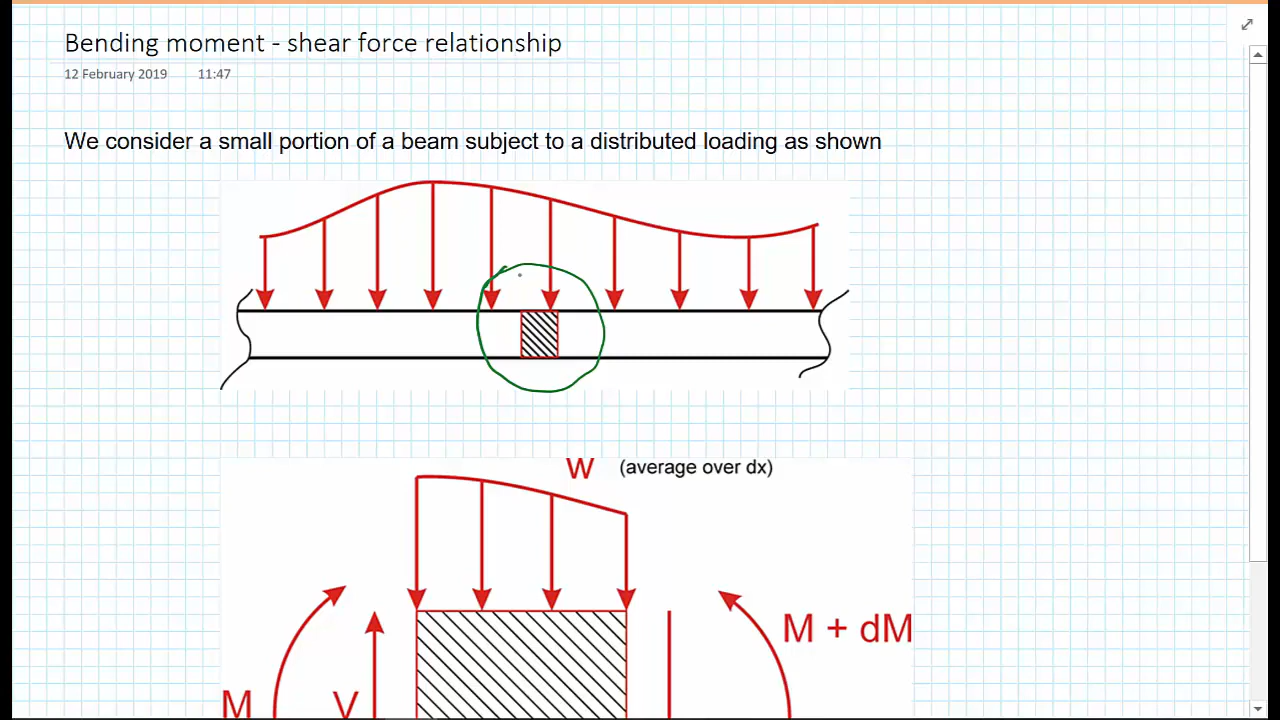 Bending moment - shear force relationship
12 February 2019 11:47
We consider a small portion of a beam subject to a distributed loading as shown
W (average over dx)
M + dM
M V